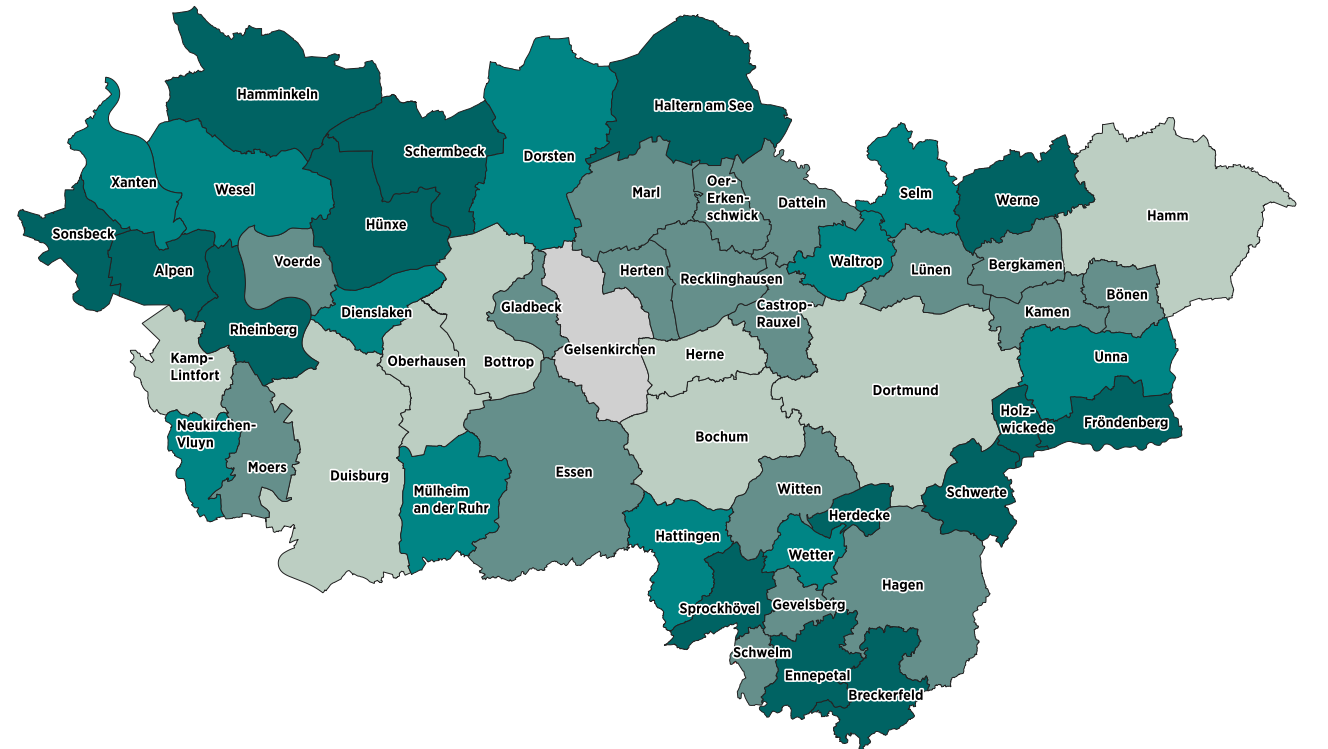 Hamminkeln
Haltern am See
Schermbeck
Dorsten
Xanten
Wesel
Marl
Oer-
Erken-
schwick
Datteln
Selm
Werne
Hamm
Sonsbeck
Hünxe
Alpen
Voerde
Herten
Recklinghausen
Waltrop
Lünen
Bergkamen
Bönen
Dienslaken
Gladbeck
Castrop-
Rauxel
Kamen
Rheinberg
Kamp-
Lintfort
Oberhausen
Bottrop
Gelsenkirchen
Herne
Unna
Dortmund
Holz-
wickede
Fröndenberg
Neukirchen-
Vluyn
Moers
Duisburg
Mülheim
an der Ruhr
Essen
Bochum
Witten
Schwerte
Herdecke
Hattingen
Wetter
Hagen
Sprockhövel
Gevelsberg
Schwelm
Ennepetal
Breckerfeld